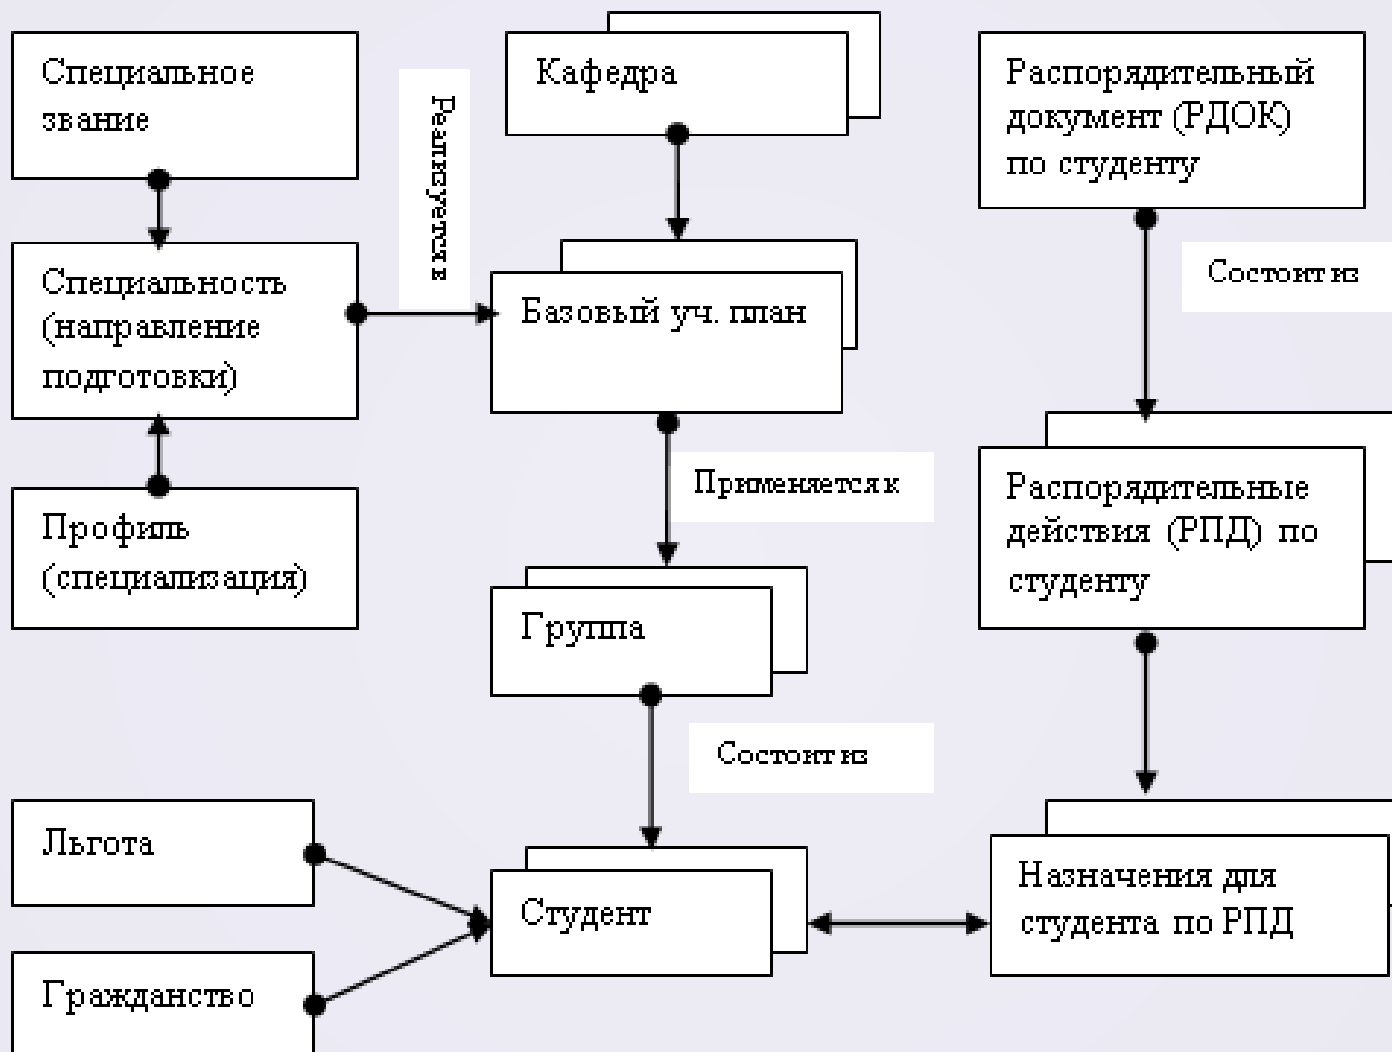 Специальное
звание
Реализуется в
Кафедра
Распорядительный
документ (РДОК)
по студенту
Специальность
(направление
подготовки)
Базовый уч. план
Состоит из
Применяется к
Распорядительные
действия (РПД) по
студенту
Профиль
(специализация)
Группа
Состоит из
Льгота
Студент
Назначения для
студента по РПД
Гражданство